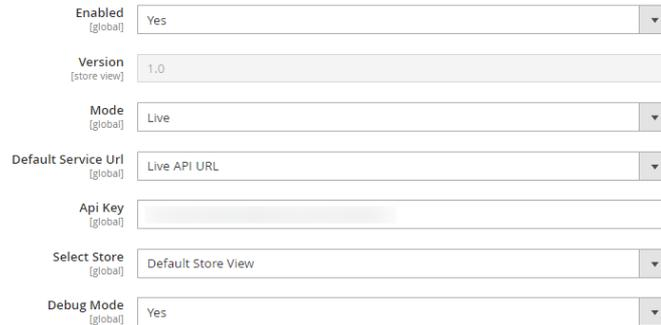 Enabled
[global]
Yes
Version
[store view]
1.0
Mode
[global]
Live
Default Service Url
[global]
Live API URL
Api Key
[global]
Select Store
[global]
Default Store View
Debug Mode
[global]
Yes